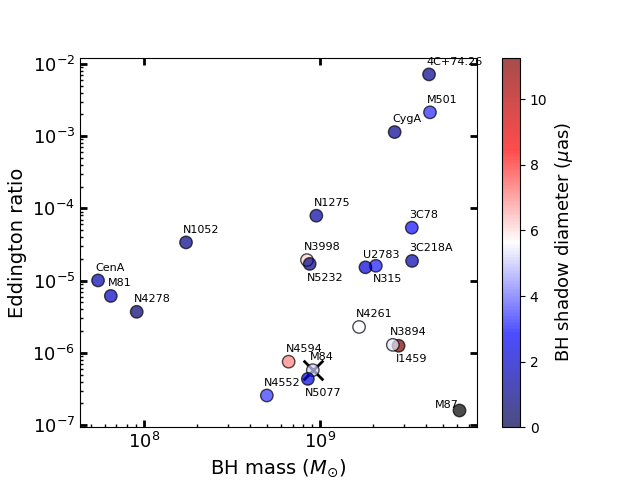 4C+74.26
M501
CygA
N1275
3C78
N1052
N3998
U2783
3C218A
N5232
N315
CenA
M81
N4278
N4261
N3894
N4594
M84
I1459
N4552
N5077
M87
10⁻²
10⁻³
10⁻⁴
10⁻⁵
10⁻⁶
10⁻⁷
Eddington ratio
10⁸
10⁹
BH mass (M⊙)
10
8
6
4
2
0
BH shadow diameter (μas)